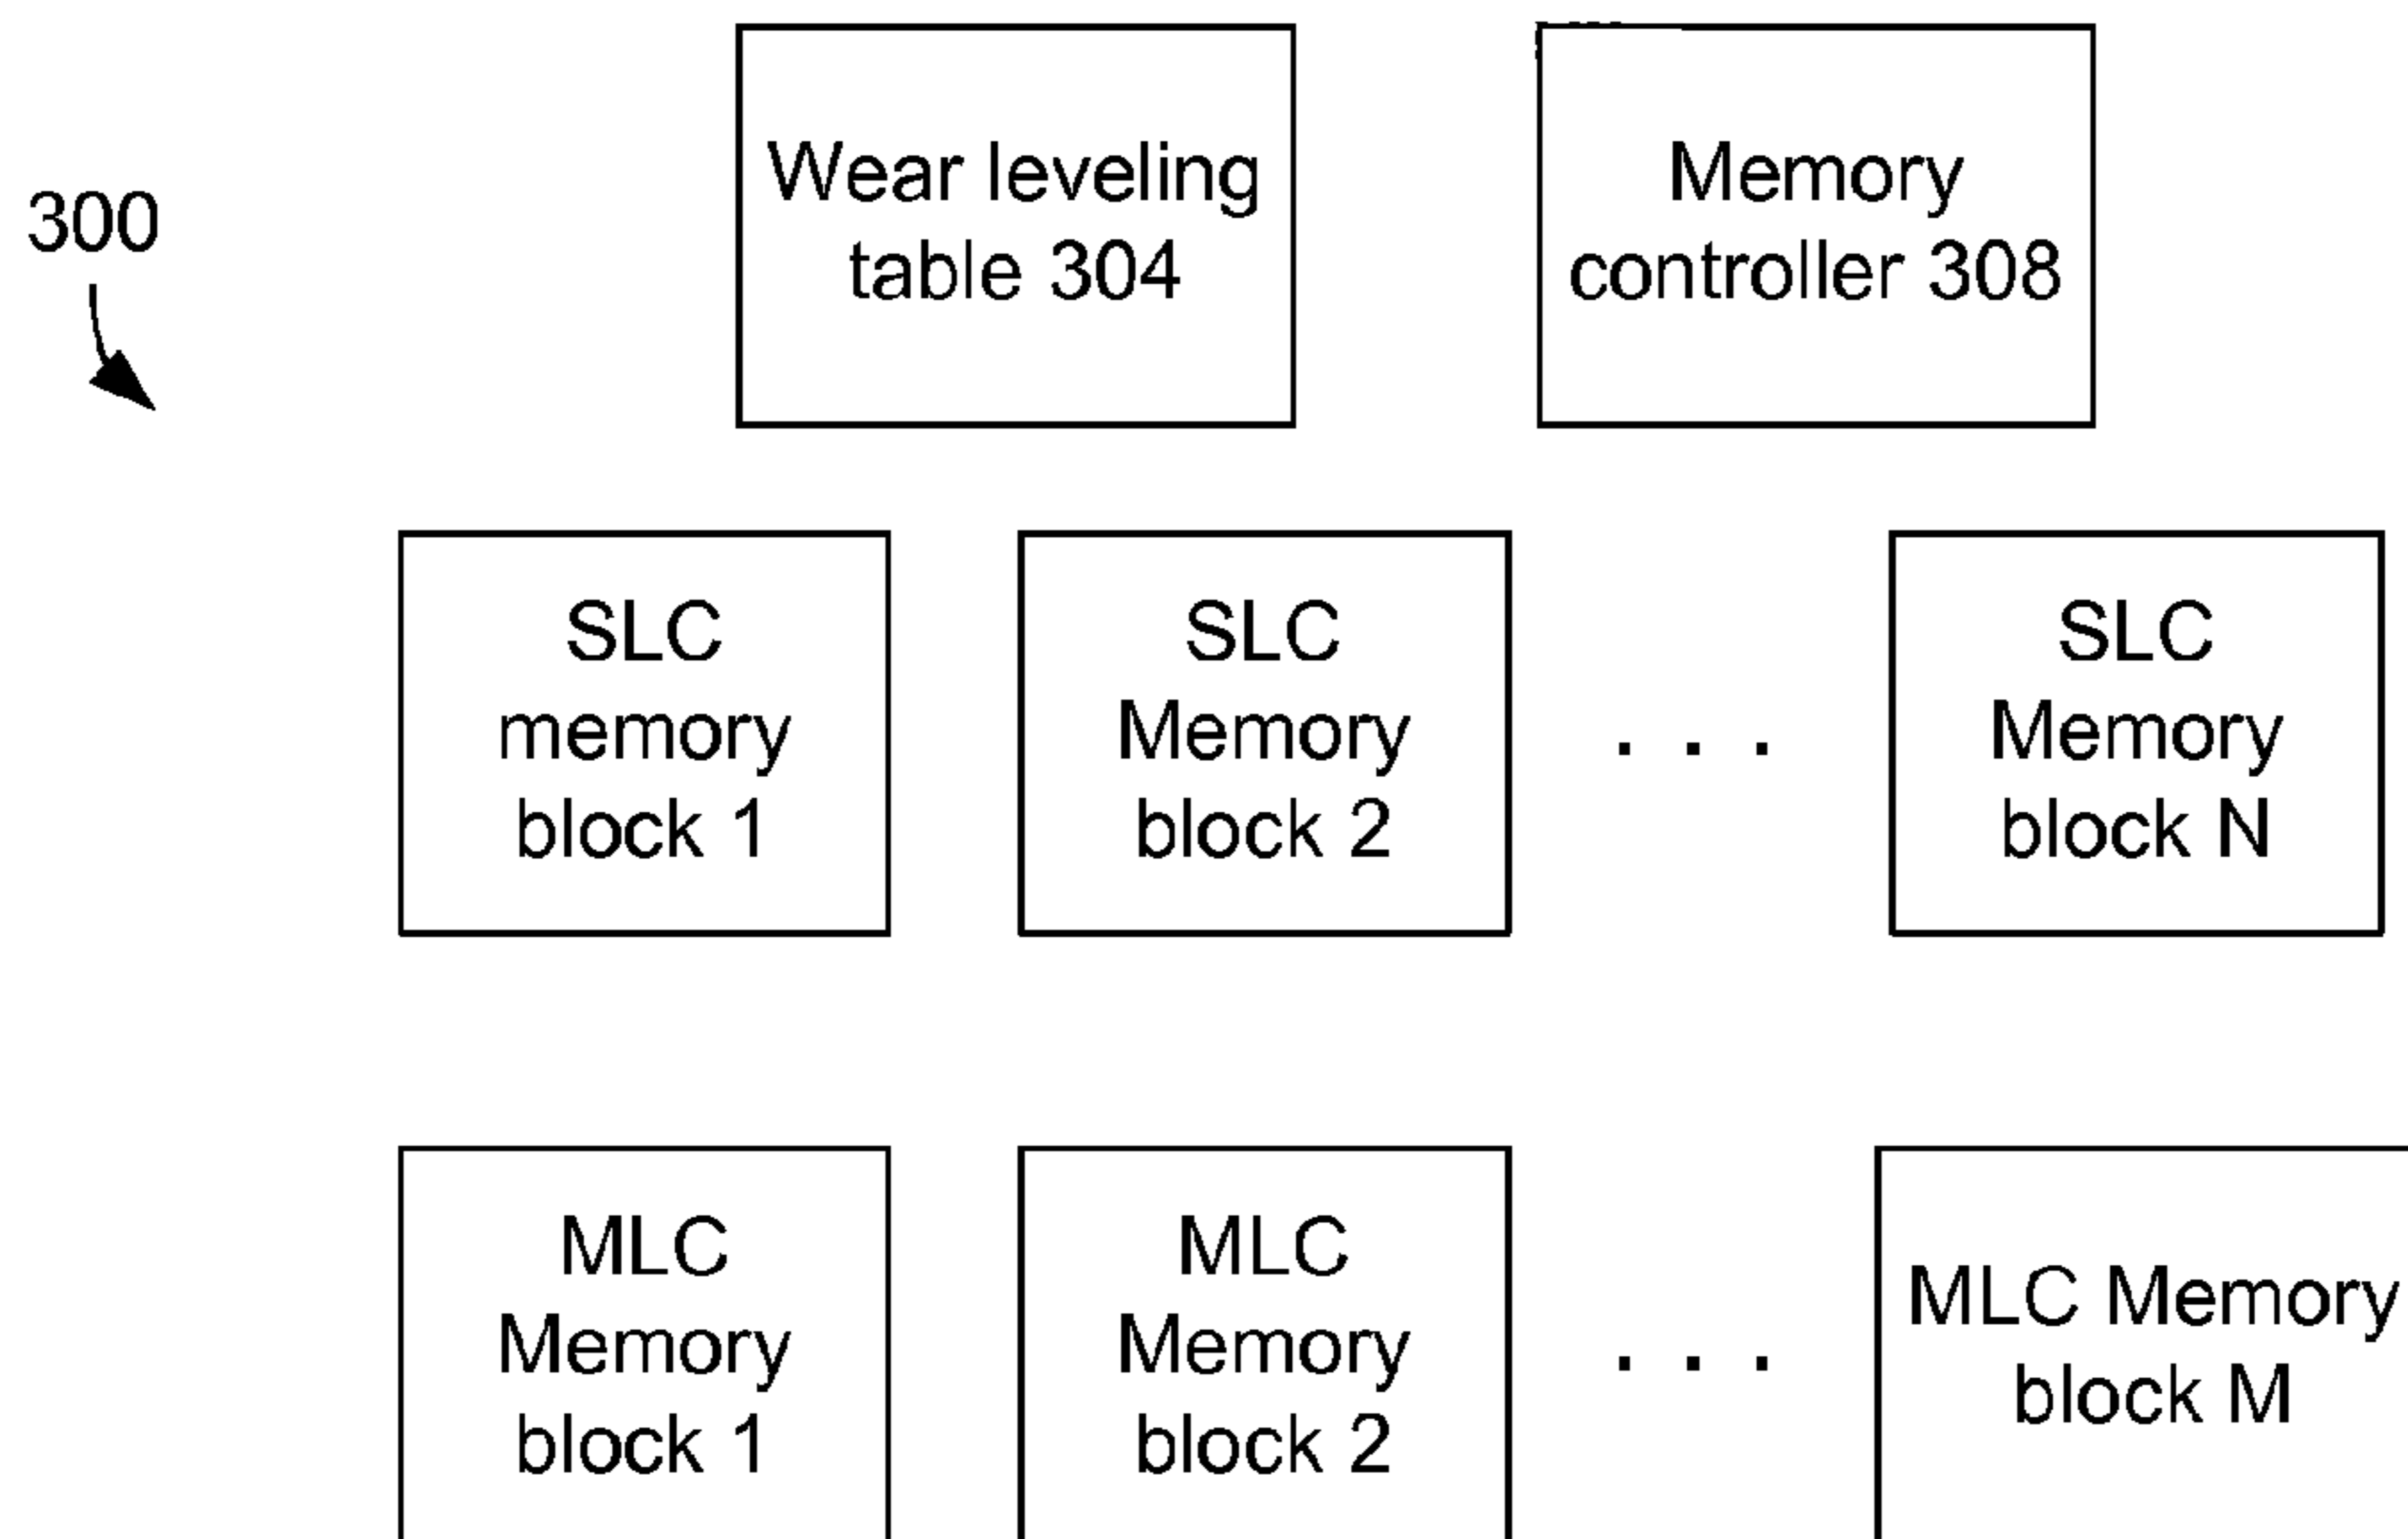 300
Wear leveling
table 304
Memory
controller 308
SLC
memory
block 1
SLC
Memory
block 2
. . .
SLC
Memory
block N
MLC
Memory
block 1
MLC
Memory
block 2
. . .
MLC Memory
block M